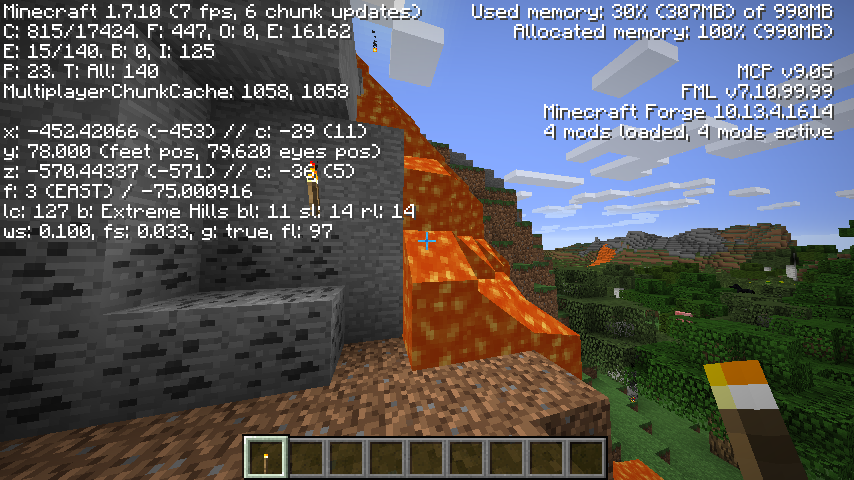 Minecraft 1.7.10 (7 fps, 6 chunk updates)
C: 815/17424. F: 447, O: 0, E: 16162
E: 15/140. B: 0, I: 125
P: 23. T: All: 140
MultiplayerChunkCache: 1058, 1058
x: -452.42066 (-453) // c: -29 (11)
y: 78.000 (feet pos, 79.620 eyes pos)
z: -570.44337 (-571) // c: -36 (5)
f: 3 (EAST) / -75.000916
lc: 127 b: Extreme Hills bl: 11 sl: 14 rl: 14
ws: 0.100, fs: 0.033, g: true, fl: 97
Used memory: 30% (307MB) of 990MB
Allocated memory: 100% (990MB)
MCP v9.05
FML v7.10.99.99
Minecraft Forge 10.13.4.1614
4 mods loaded, 4 mods active